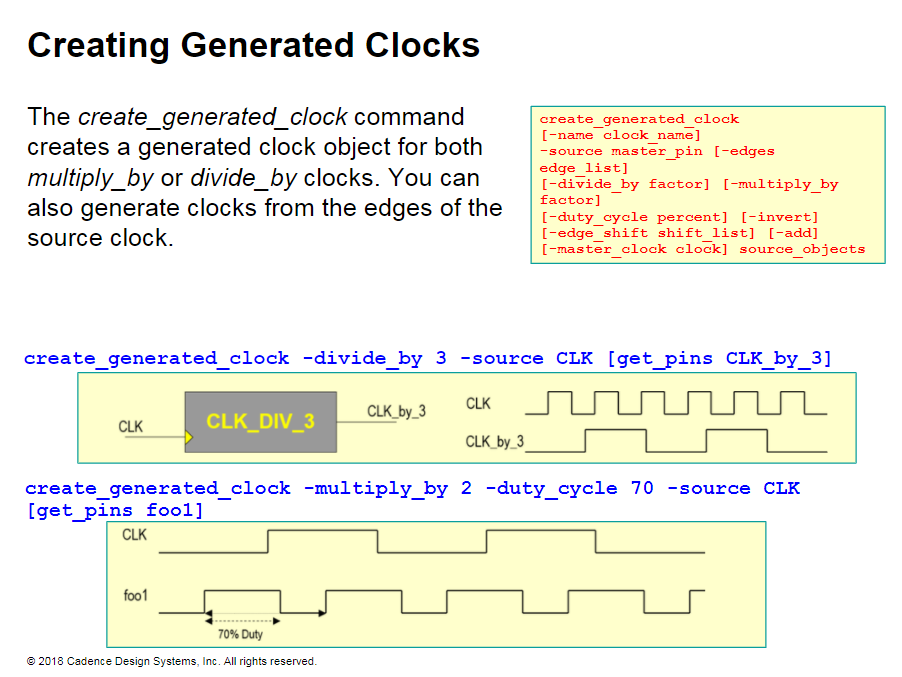 Creating Generated Clocks
The create_generated_clock command
creates a generated clock object for both
multiply_by or divide_by clocks. You can
also generate clocks from the edges of the
source clock.
create_generated_clock
[-name clock_name]
-source master_pin [-edges
edge_list]
[-divide_by factor] [-multiply_by
factor]
[-duty_cycle percent] [-invert]
[-edge_shift shift_list] [-add]
[-master_clock clock] source_objects
create_generated_clock -divide_by 3 -source CLK [get_pins CLK_by_3]
CLK
CLK_DIV_3
CLK_by_3
CLK
CLK_by_3
create_generated_clock -multiply_by 2 -duty_cycle 70 -source CLK
[get_pins foo1]
CLK
foo1
70% Duty
© 2018 Cadence Design Systems, Inc. All rights reserved.